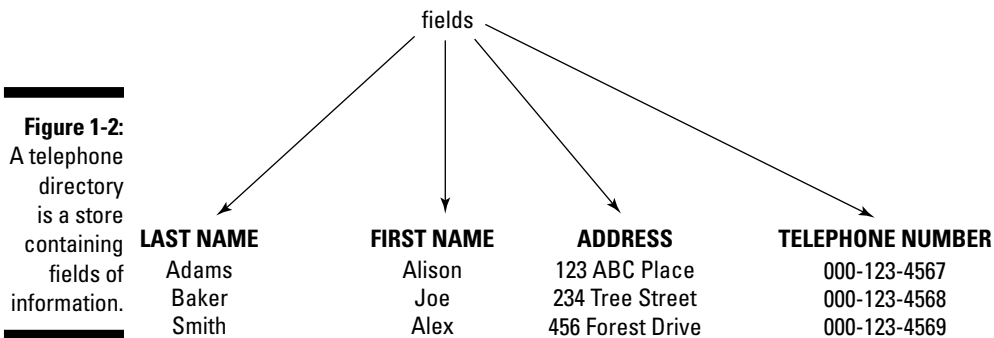 fields
Figure 1-2:
A telephone
directory
is a store
containing
fields of
information.
LAST NAME FIRST NAME ADDRESS TELEPHONE NUMBER
Adams Alison 123 ABC Place 000-123-4567
Baker Joe 234 Tree Street 000-123-4568
Smith Alex 456 Forest Drive 000-123-4569